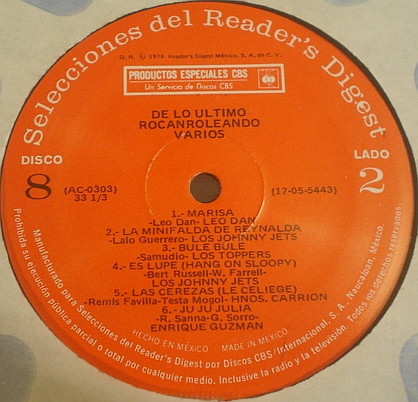 Selecciones del Reader's Digest
D. R. © 1976 Reader's Digest México, S. A. de C. V.
PRODUCTOS ESPECIALES CBS
Un Servicio de Discos CBS
DE LO ULTIMO
ROCANROLEANDO
VARIOS
DISCO
8
LADO
2
(AC-0303)
33 1/3
(17-05-5443)
1.- MARISA
-Leo Dan- LEO DAN
2.- LA MINIFALDA DE REYNALDA
-Lalo Guerrero- LOS JOHNNY JETS
3.- BULE BULE
-Samudio- LOS TOPPERS
4.- ES LUPE (HANG ON SLOOPY)
-Bert Russell-W. Farrell-
LOS JOHNNY JETS
5.- LAS CEREZAS (LE CELIEGE)
-Remis Favilla-Testa Mogol- HNOS. CARRION
6.- JU JU JULIA
-R. Sanna-G. Sorro-
ENRIQUE GUZMAN
HECHO EN MEXICO - MADE IN MEXICO
Manufacturado para Selecciones del Reader's Digest por Discos CBS/International, S. A., Naucalpan, México.
Prohibida su ejecución pública parcial o total por cualquier medio. Inclusive la radio y la televisión. Todos los derechos reservados.